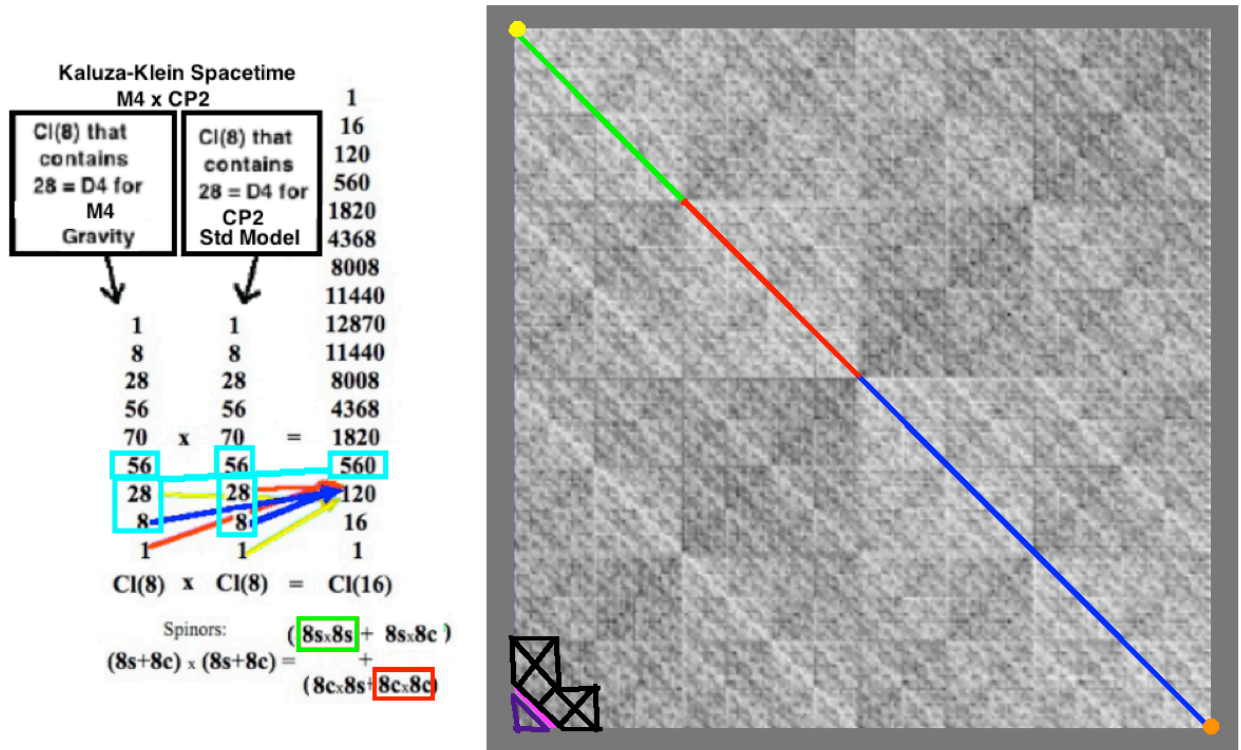 Kaluza-Klein Spacetime
M4 x CP2
Cl(8) that
contains
28 = D4 for
M4
Gravity
Cl(8) that
contains
28 = D4 for
CP2
Std Model
1
16
120
560
1820
4368
8008
11440
1 1 12870
8 8 11440
28 28 8008
56 56 4368
70 x 70 = 1820
56 56 560
28 28 120
8 8 16
1 1 1
Cl(8) x Cl(8) = Cl(16)
Spinors: (8sx8s + 8sx8c)
(8s+8c) x (8s+8c) = +
(8cx8s+8cx8c)